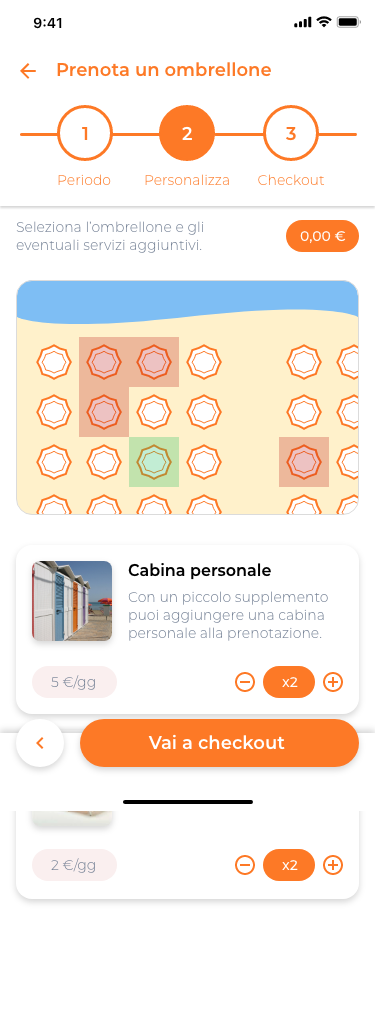 9:41
Prenota un ombrellone
1
2
3
Periodo
Personalizza
Checkout
Seleziona l'ombrellone e gli
eventuali servizi aggiuntivi.
0,00 €
Cabina personale
Con un piccolo supplemento
puoi aggiungere una cabina
personale alla prenotazione.
5 €/gg
x2
Vai a checkout
2 €/gg
x2